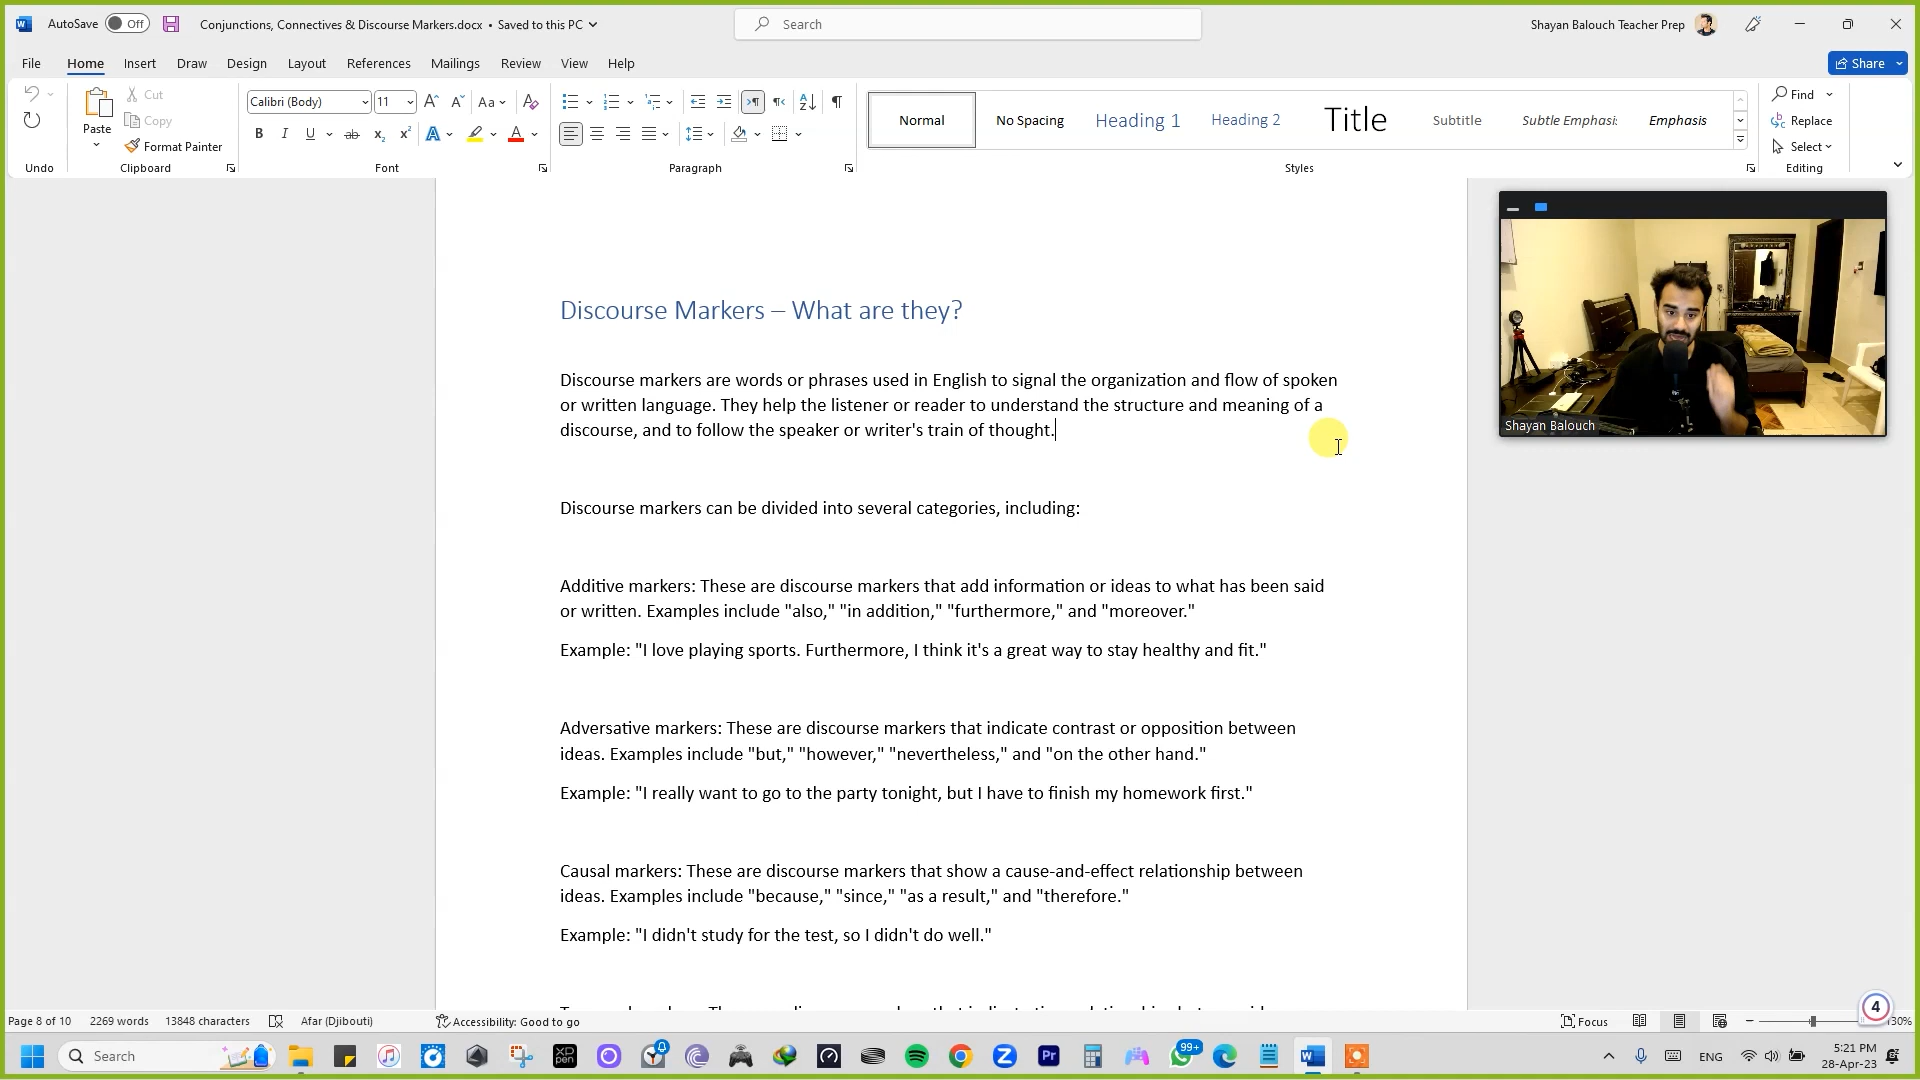 AutoSave Off Conjunctions, Connectives & Discourse Markers.docx • Saved to this PC Search Shayan Balouch Teacher Prep
File Home Insert Draw Design Layout References Mailings Review View Help Share
Paste Cut Copy Format Painter
Calibri (Body) 11
Normal No Spacing Heading 1 Heading 2 Title Subtitle Subtle Emphasi Emphasis
Find
Replace
Select
Undo Clipboard Font Paragraph Styles Editing
Discourse Markers – What are they?
Discourse markers are words or phrases used in English to signal the organization and flow of spoken
or written language. They help the listener or reader to understand the structure and meaning of a
discourse, and to follow the speaker or writer's train of thought.
Shayan Balouch
Discourse markers can be divided into several categories, including:
Additive markers: These are discourse markers that add information or ideas to what has been said
or written. Examples include "also," "in addition," "furthermore," and "moreover."
Example: "I love playing sports. Furthermore, I think it's a great way to stay healthy and fit."
Adversative markers: These are discourse markers that indicate contrast or opposition between
ideas. Examples include "but," "however," "nevertheless," and "on the other hand."
Example: "I really want to go to the party tonight, but I have to finish my homework first."
Causal markers: These are discourse markers that show a cause-and-effect relationship between
ideas. Examples include "because," "since," "as a result," and "therefore."
Example: "I didn't study for the test, so I didn't do well."
Page 8 of 10 2269 words 13848 characters Afar (Djibouti) Accessibility: Good to go Focus 4 130%
Search 99+ ENG 5:21 PM
28-Apr-23